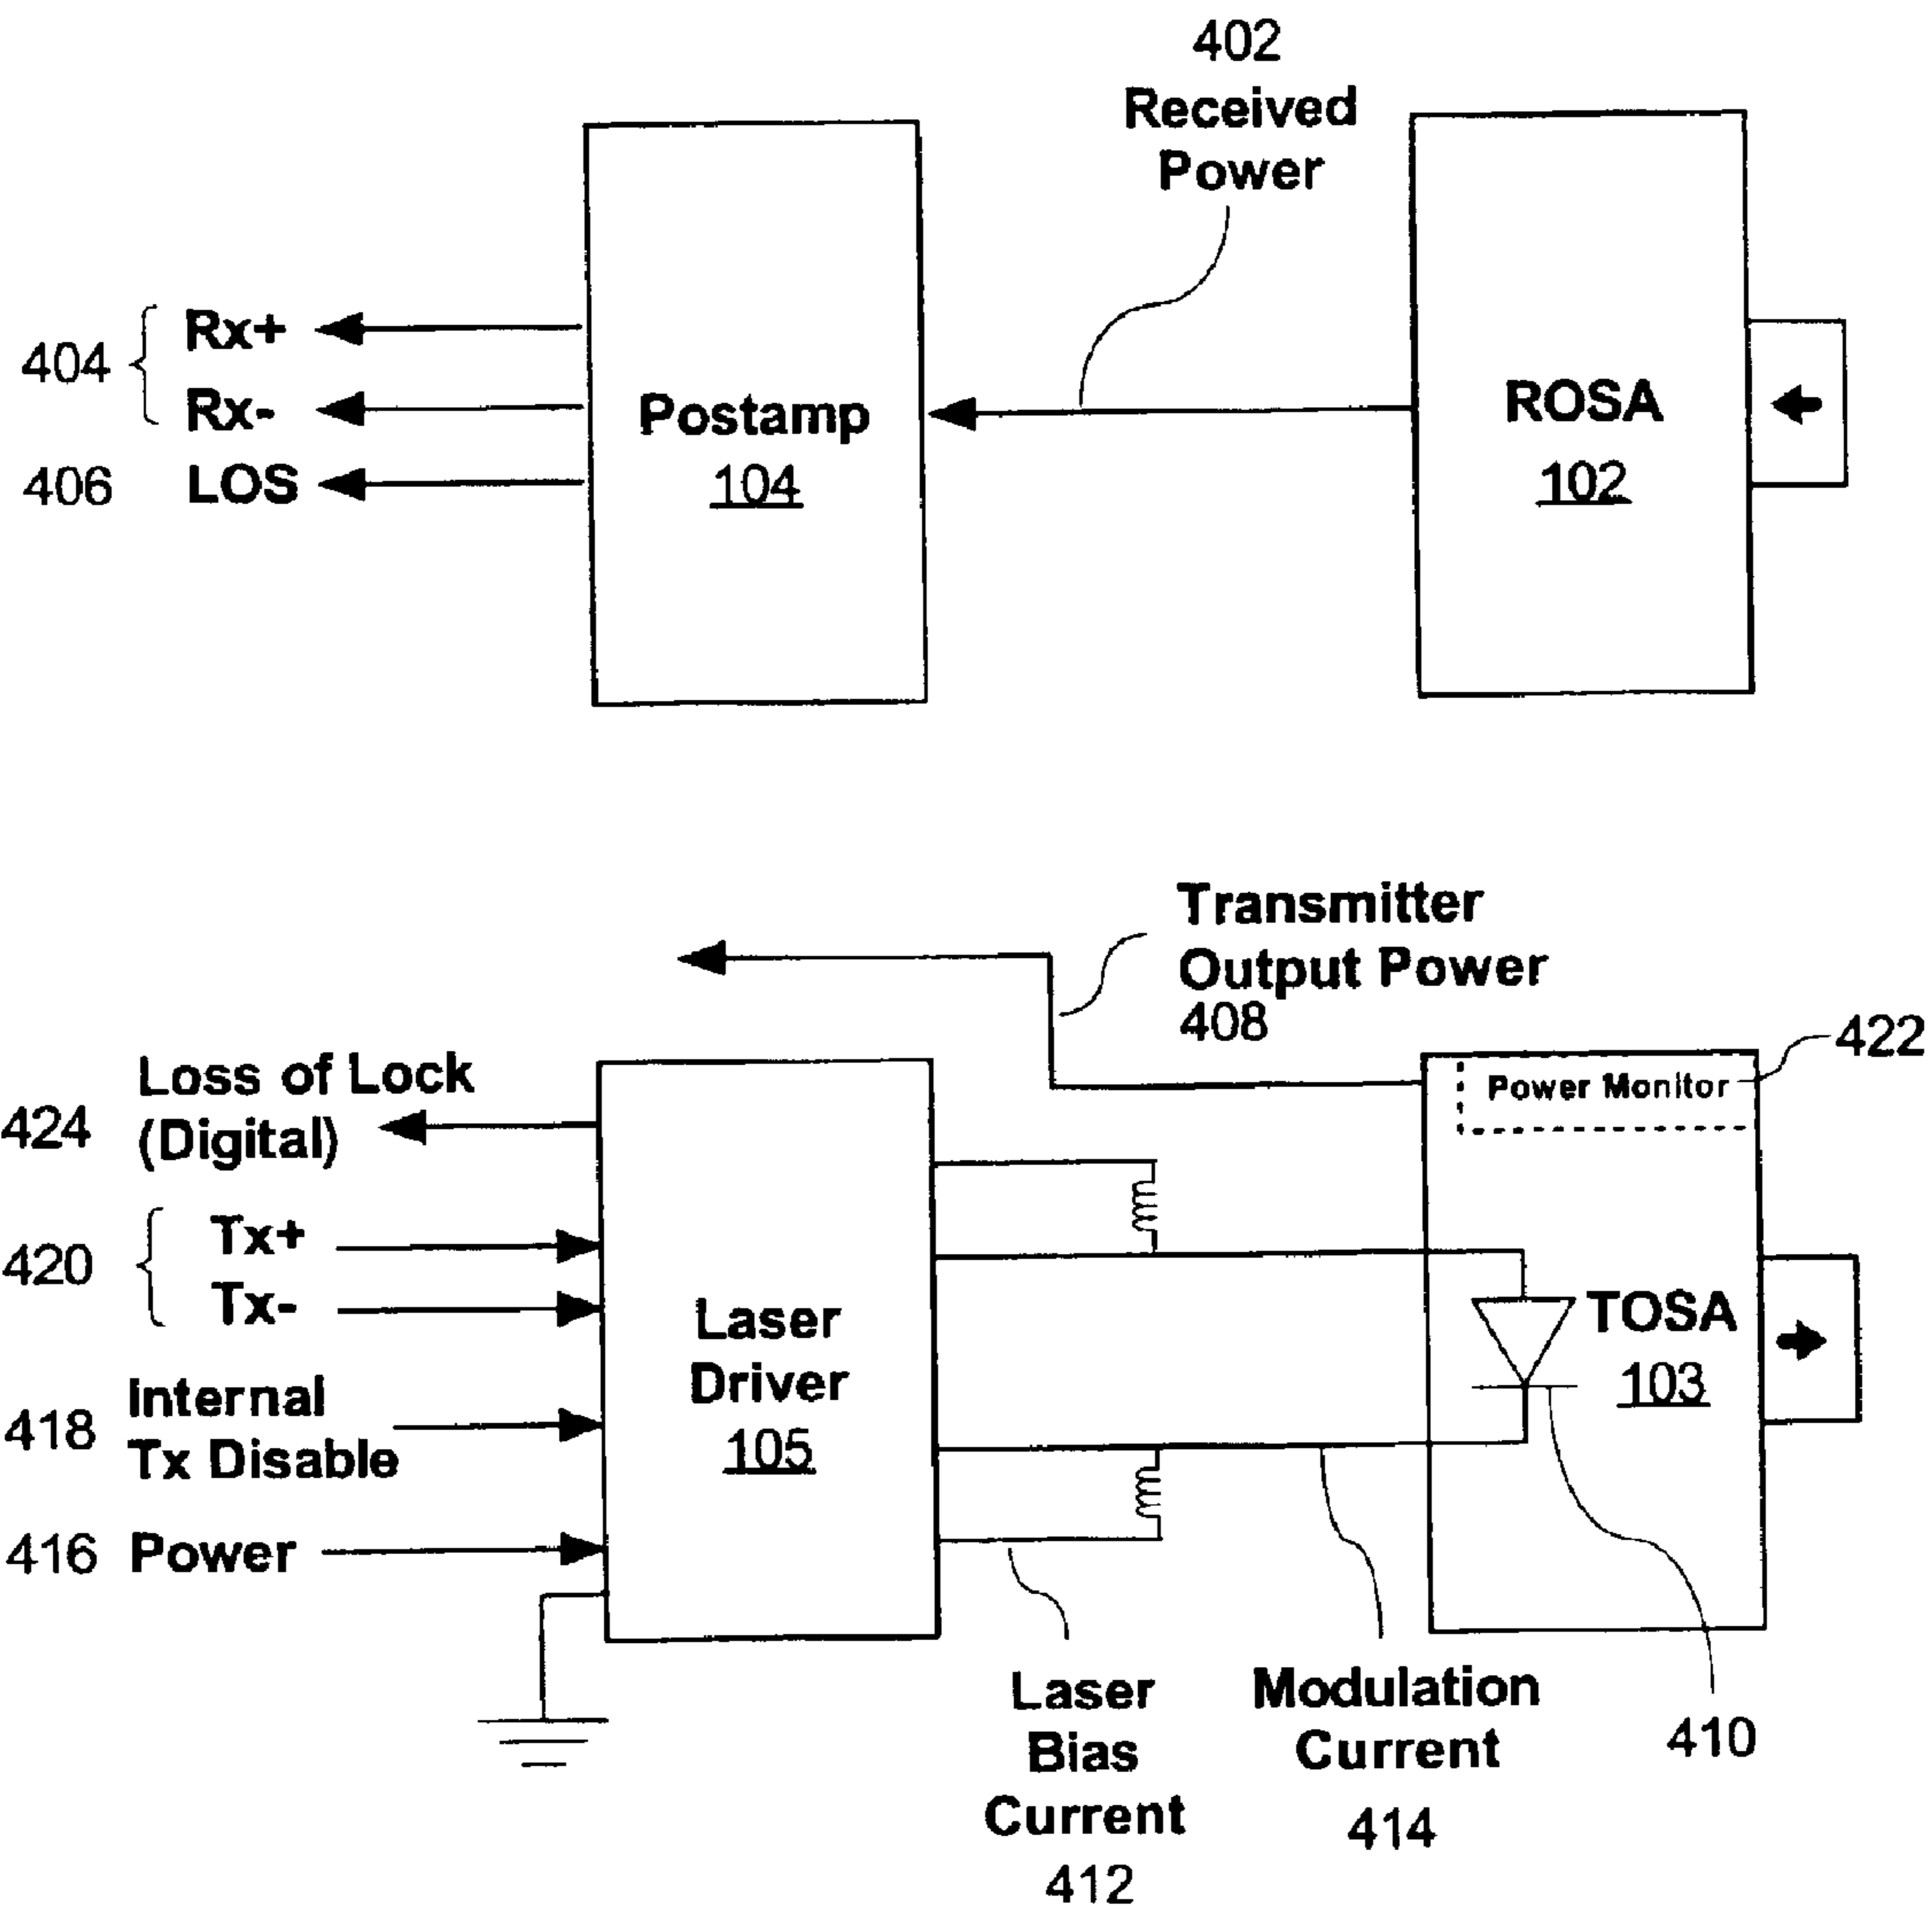 402
Received
Power
404
Rx+
Rx-
406
LOS
Postamp
104
ROSA
102
Transmitter
Output Power
408
422
Power Monitor
Loss of Lock
424
(Digital)
420
Tx+
Tx-
Laser
Driver
105
TOSA
103
418
Internal
Tx Disable
416
Power
Laser
Bias
Current
412
Modulation
Current
414
410